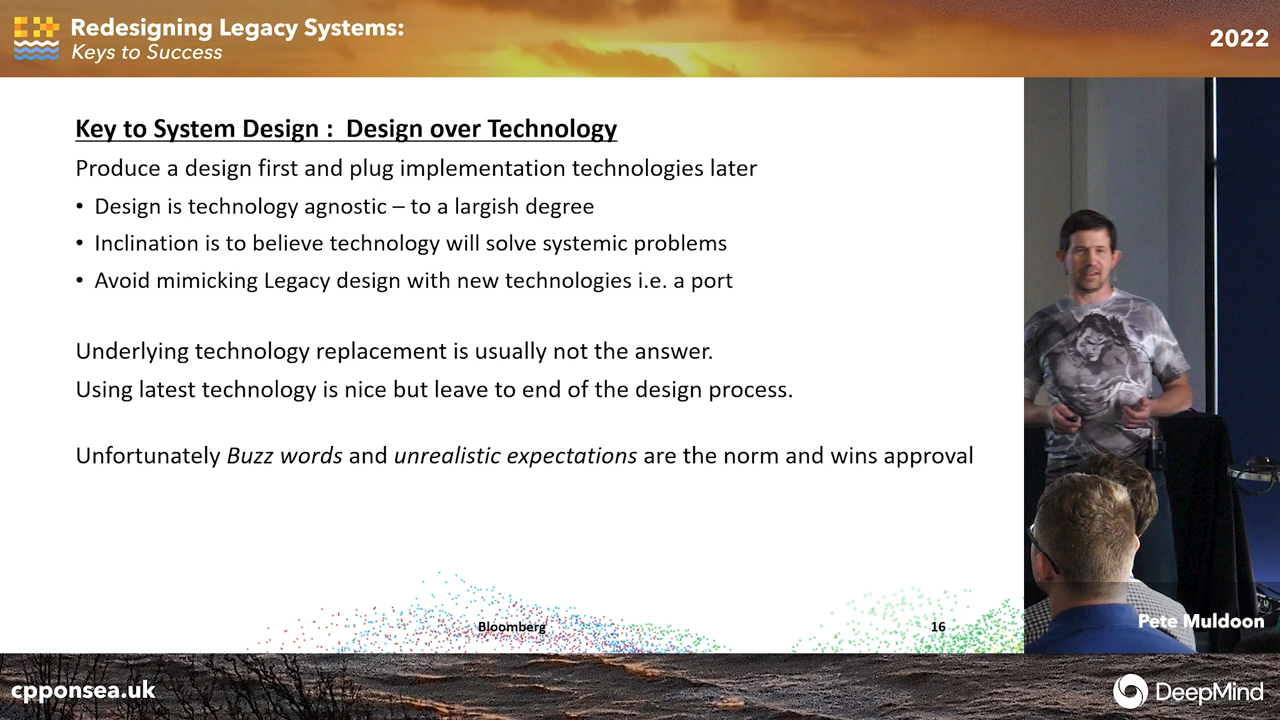 Redesigning Legacy Systems:
Keys to Success
2022
Key to System Design :  Design over Technology
Produce a design first and plug implementation technologies later
• Design is technology agnostic – to a largish degree
• Inclination is to believe technology will solve systemic problems
• Avoid mimicking Legacy design with new technologies i.e. a port
Underlying technology replacement is usually not the answer.
Using latest technology is nice but leave to end of the design process.
Unfortunately Buzz words and unrealistic expectations are the norm and wins approval
Bloomberg
16
Pete Muldoon
cpponsea.uk
DeepMind